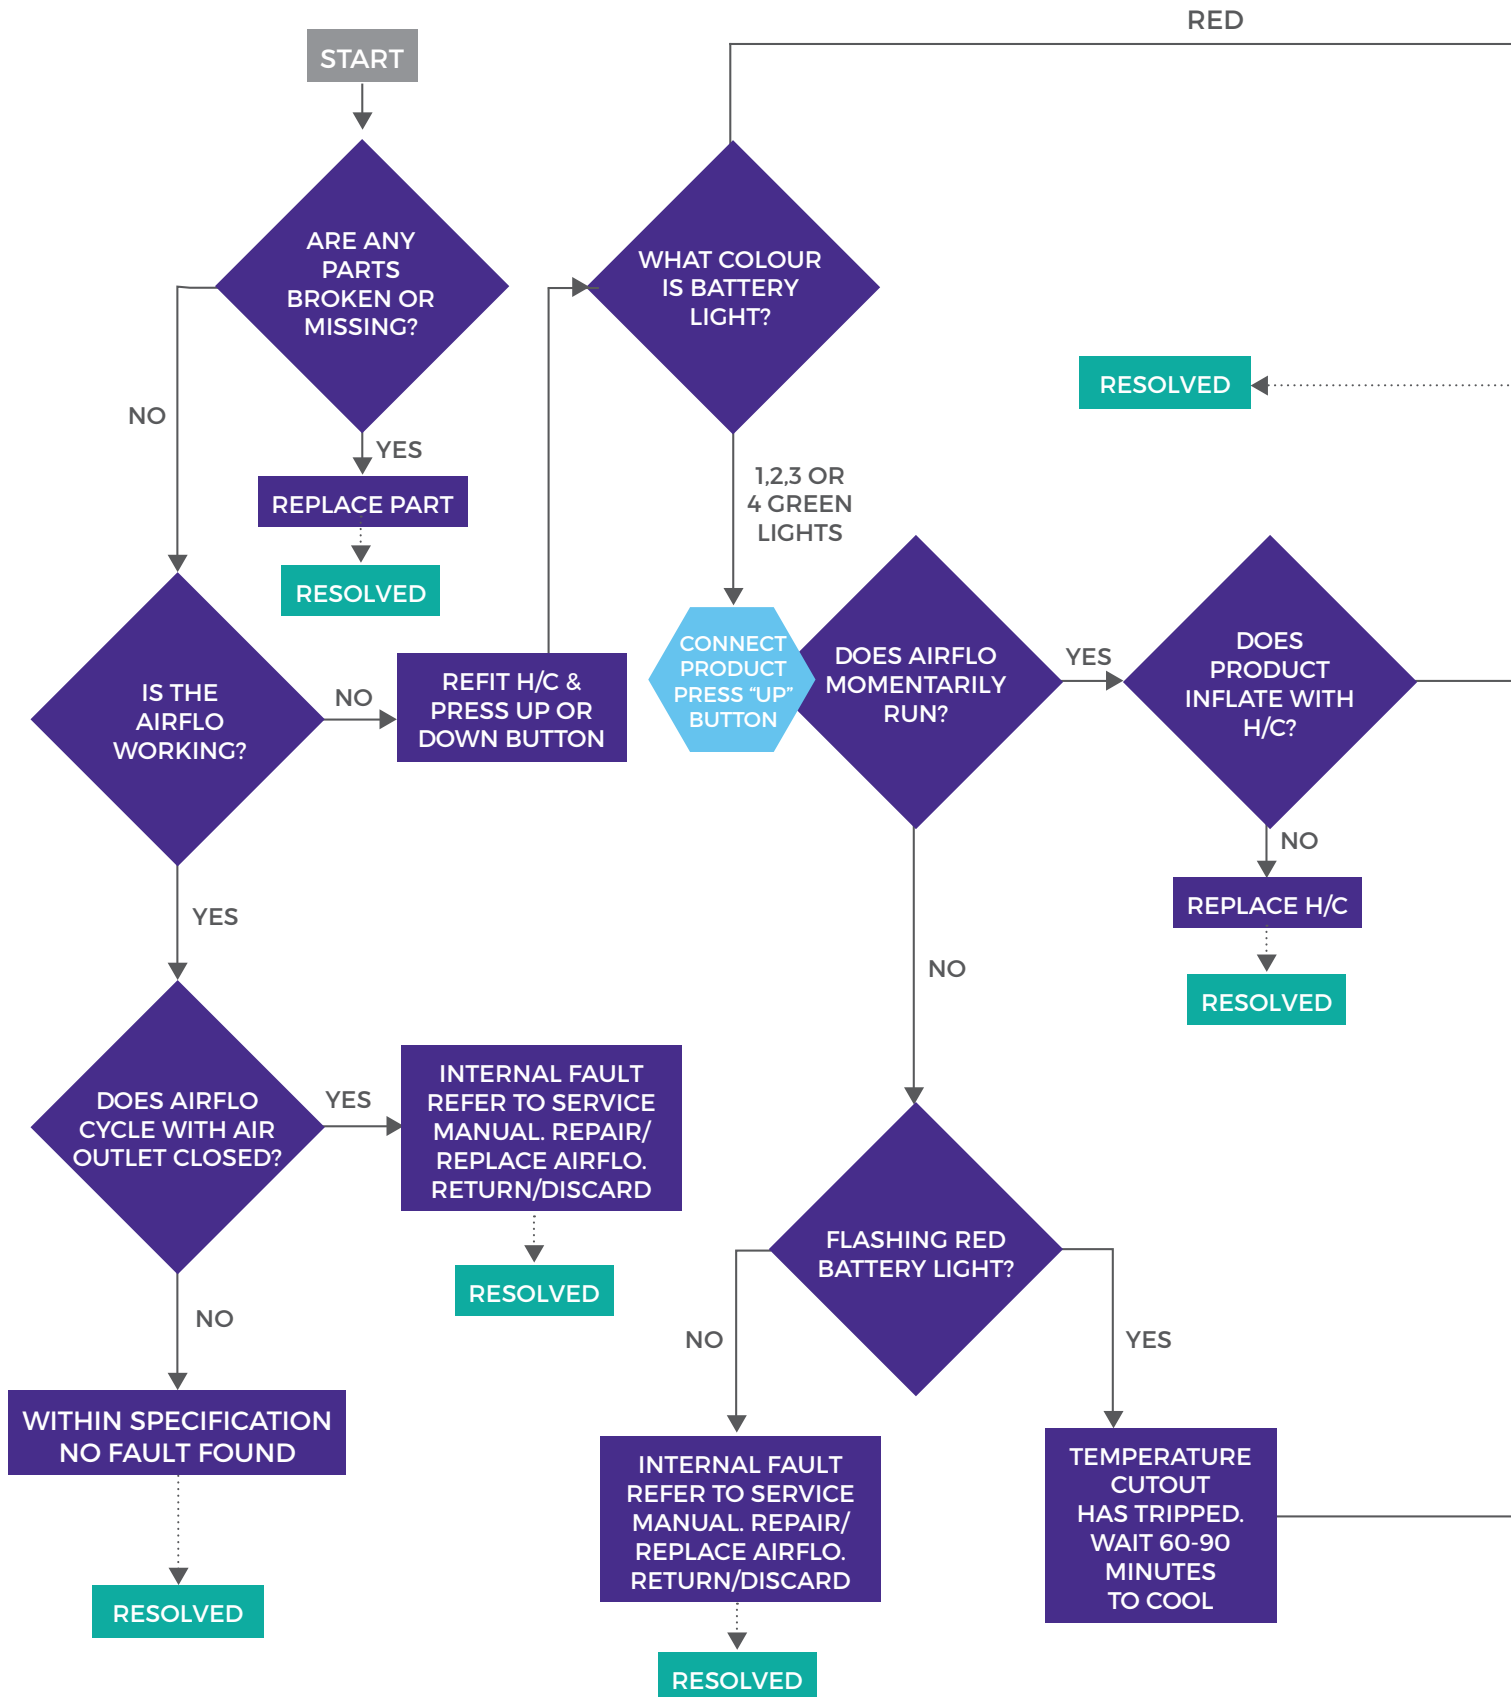 START
ARE ANY
PARTS
BROKEN OR
MISSING?
NO
YES
REPLACE PART
RESOLVED
IS THE
AIRFLO
WORKING?
NO
REFIT H/C &
PRESS UP OR
DOWN BUTTON
YES
DOES AIRFLO
CYCLE WITH AIR
OUTLET CLOSED?
YES
INTERNAL FAULT
REFER TO SERVICE
MANUAL. REPAIR/
REPLACE AIRFLO.
RETURN/DISCARD
RESOLVED
NO
WITHIN SPECIFICATION
NO FAULT FOUND
RESOLVED
RED
WHAT COLOUR
IS BATTERY
LIGHT?
RESOLVED
1,2,3 OR
4 GREEN
LIGHTS
CONNECT
PRODUCT
PRESS “UP”
BUTTON
DOES AIRFLO
MOMENTARILY
RUN?
YES
DOES
PRODUCT
INFLATE WITH
H/C?
NO
REPLACE H/C
RESOLVED
NO
FLASHING RED
BATTERY LIGHT?
NO
INTERNAL FAULT
REFER TO SERVICE
MANUAL. REPAIR/
REPLACE AIRFLO.
RETURN/DISCARD
RESOLVED
YES
TEMPERATURE
CUTOUT
HAS TRIPPED.
WAIT 60-90
MINUTES
TO COOL